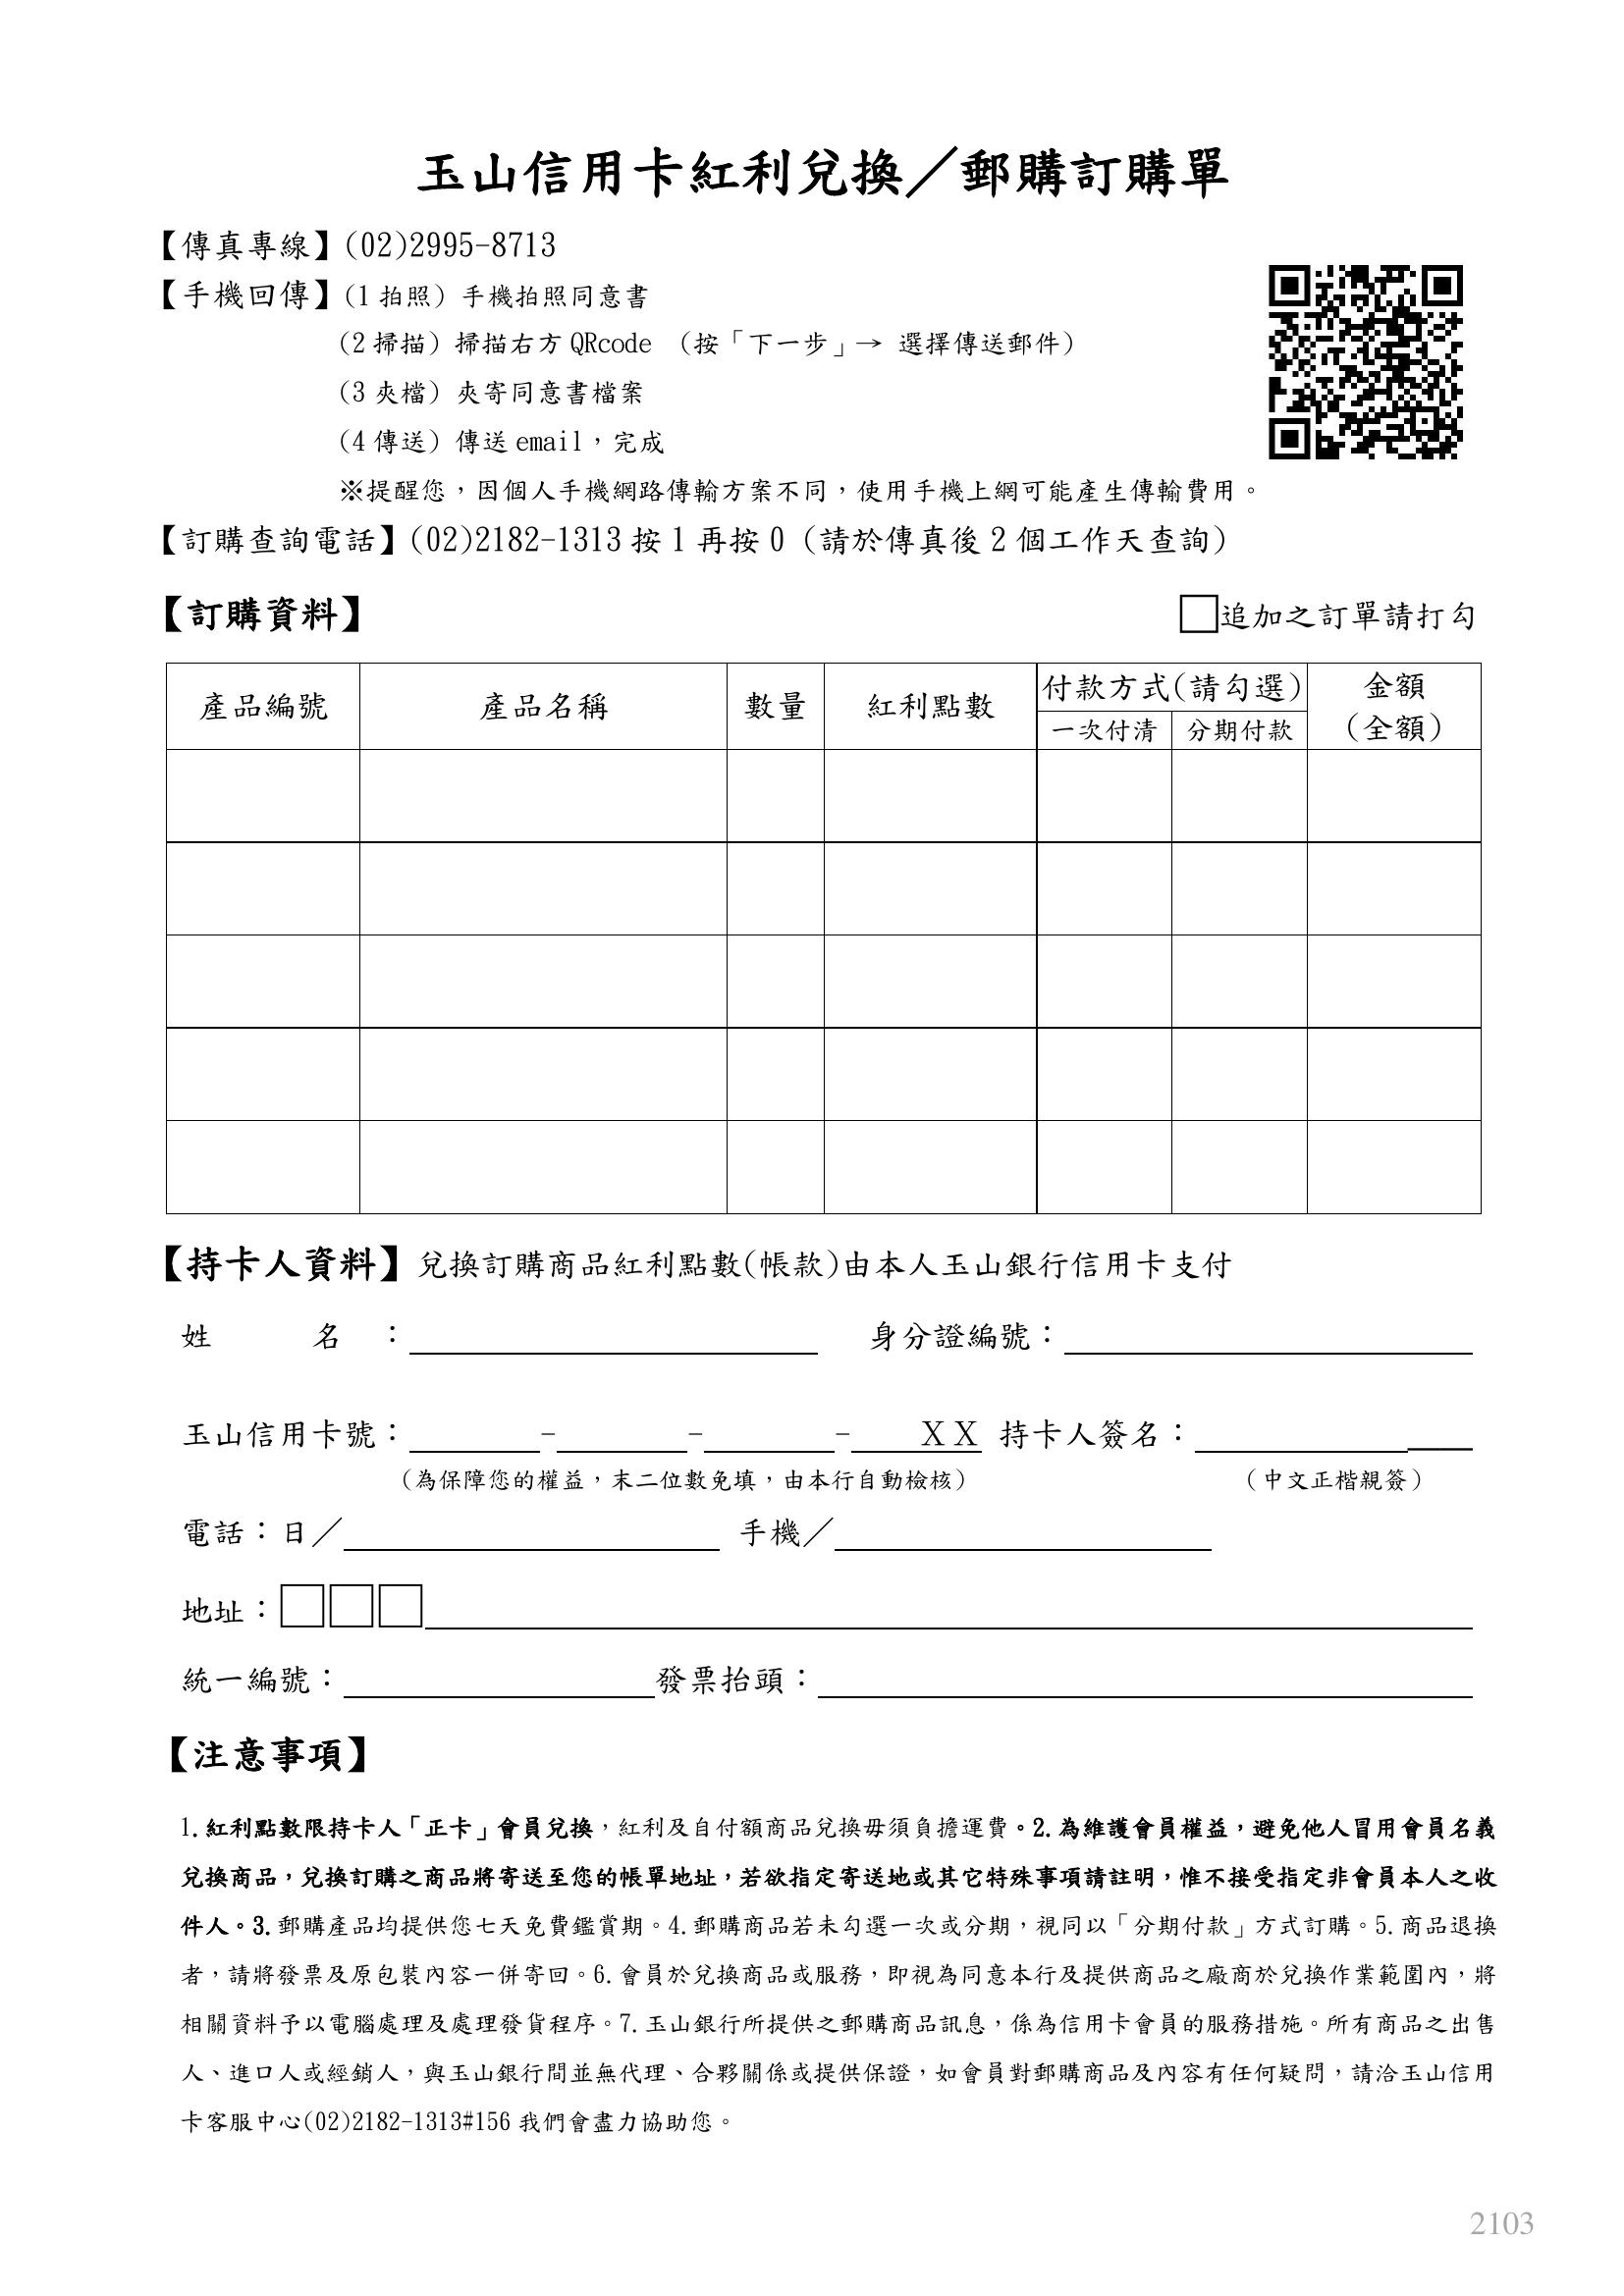 玉山信用卡紅利兌換／郵購訂購單
【傳真專線】(02)2995-8713
【手機回傳】(1 拍照) 手機拍照同意書
(2 掃描) 掃描右方 QRcode （按「下一步」→ 選擇傳送郵件）
(3 夾檔) 夾寄同意書檔案
(4 傳送) 傳送 email，完成
※提醒您，因個人手機網路傳輸方案不同，使用手機上網可能產生傳輸費用。
【訂購查詢電話】(02)2182-1313 按 1 再按 0（請於傳真後 2 個工作天查詢）
【訂購資料】 □追加之訂單請打勾
產品編號 產品名稱 數量 紅利點數 付款方式(請勾選) 金額
一次付清 分期付款 （全額）
【持卡人資料】兌換訂購商品紅利點數(帳款)由本人玉山銀行信用卡支付
姓 名 ：＿＿＿＿ 身分證編號：＿＿＿＿
玉山信用卡號：＿＿＿＿-＿＿＿＿-＿＿＿＿-＿＿ＸＸ 持卡人簽名：＿＿＿＿
（為保障您的權益，末二位數免填，由本行自動檢核） （中文正楷親簽）
電話：日／＿＿＿＿ 手機／＿＿＿＿
地址：□□□＿＿＿＿
統一編號：＿＿＿＿發票抬頭：＿＿＿＿
【注意事項】
1.紅利點數限持卡人「正卡」會員兌換，紅利及自付額商品兌換毋須負擔運費。2.為維護會員權益，避免他人冒用會員名義
兌換商品，兌換訂購之商品將寄送至您的帳單地址，若欲指定寄送地或其它特殊事項請註明，惟不接受指定非會員本人之收
件人。3.郵購產品均提供您七天免費鑑賞期。4.郵購商品若未勾選一次或分期，視同以「分期付款」方式訂購。5.商品退換
者，請將發票及原包裝內容一併寄回。6.會員於兌換商品或服務，即視為同意本行及提供商品之廠商於兌換作業範圍內，將
相關資料予以電腦處理及處理發貨程序。7.玉山銀行所提供之郵購商品訊息，係為信用卡會員的服務措施。所有商品之出售
人、進口人或經銷人，與玉山銀行間並無代理、合夥關係或提供保證，如會員對郵購商品及內容有任何疑問，請洽玉山信用
卡客服中心(02)2182-1313#156 我們會盡力協助您。
2103